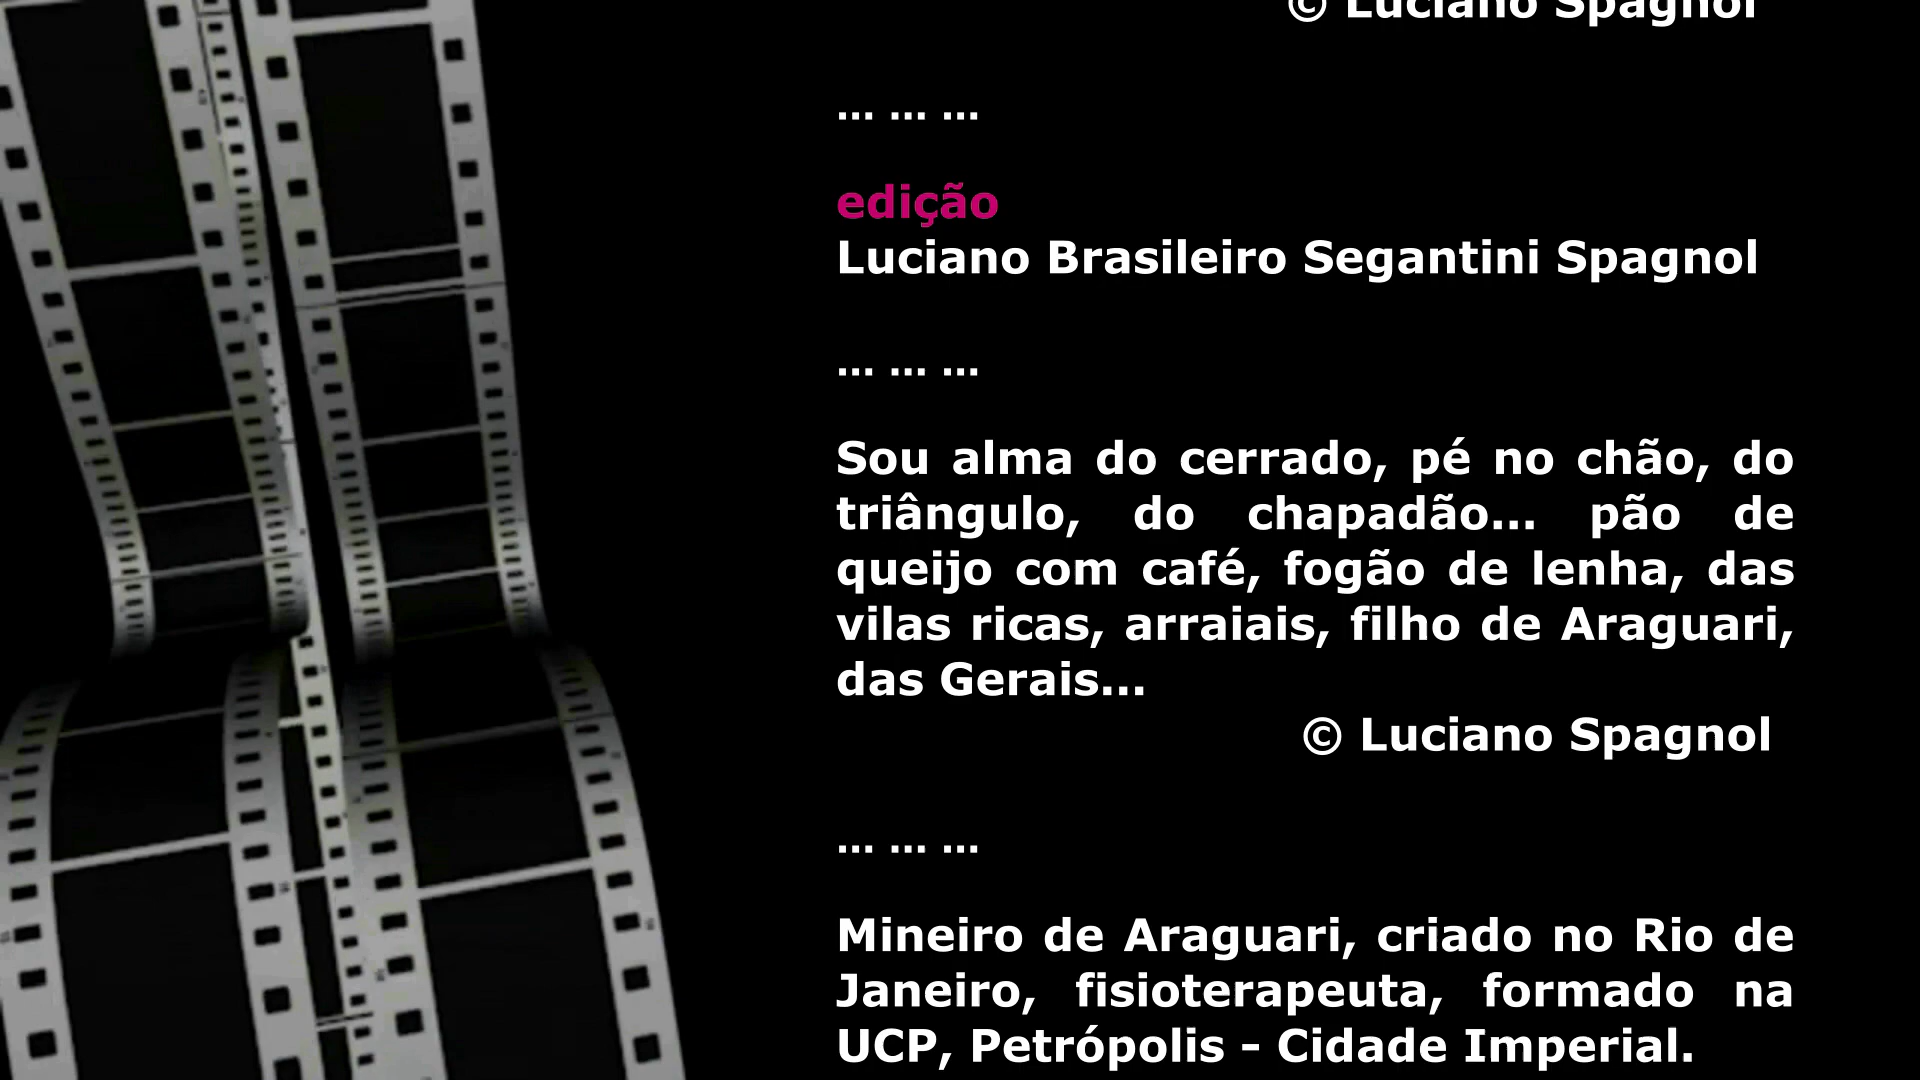 © Luciano Spagnol
... ... ...
edição
Luciano Brasileiro Segantini Spagnol
... ... ...
Sou alma do cerrado, pé no chão, do
triângulo, do chapadão... pão de
queijo com café, fogão de lenha, das
vilas ricas, arraiais, filho de Araguari,
das Gerais...
© Luciano Spagnol
... ... ...
Mineiro de Araguari, criado no Rio de
Janeiro, fisioterapeuta, formado na
UCP, Petrópolis - Cidade Imperial.